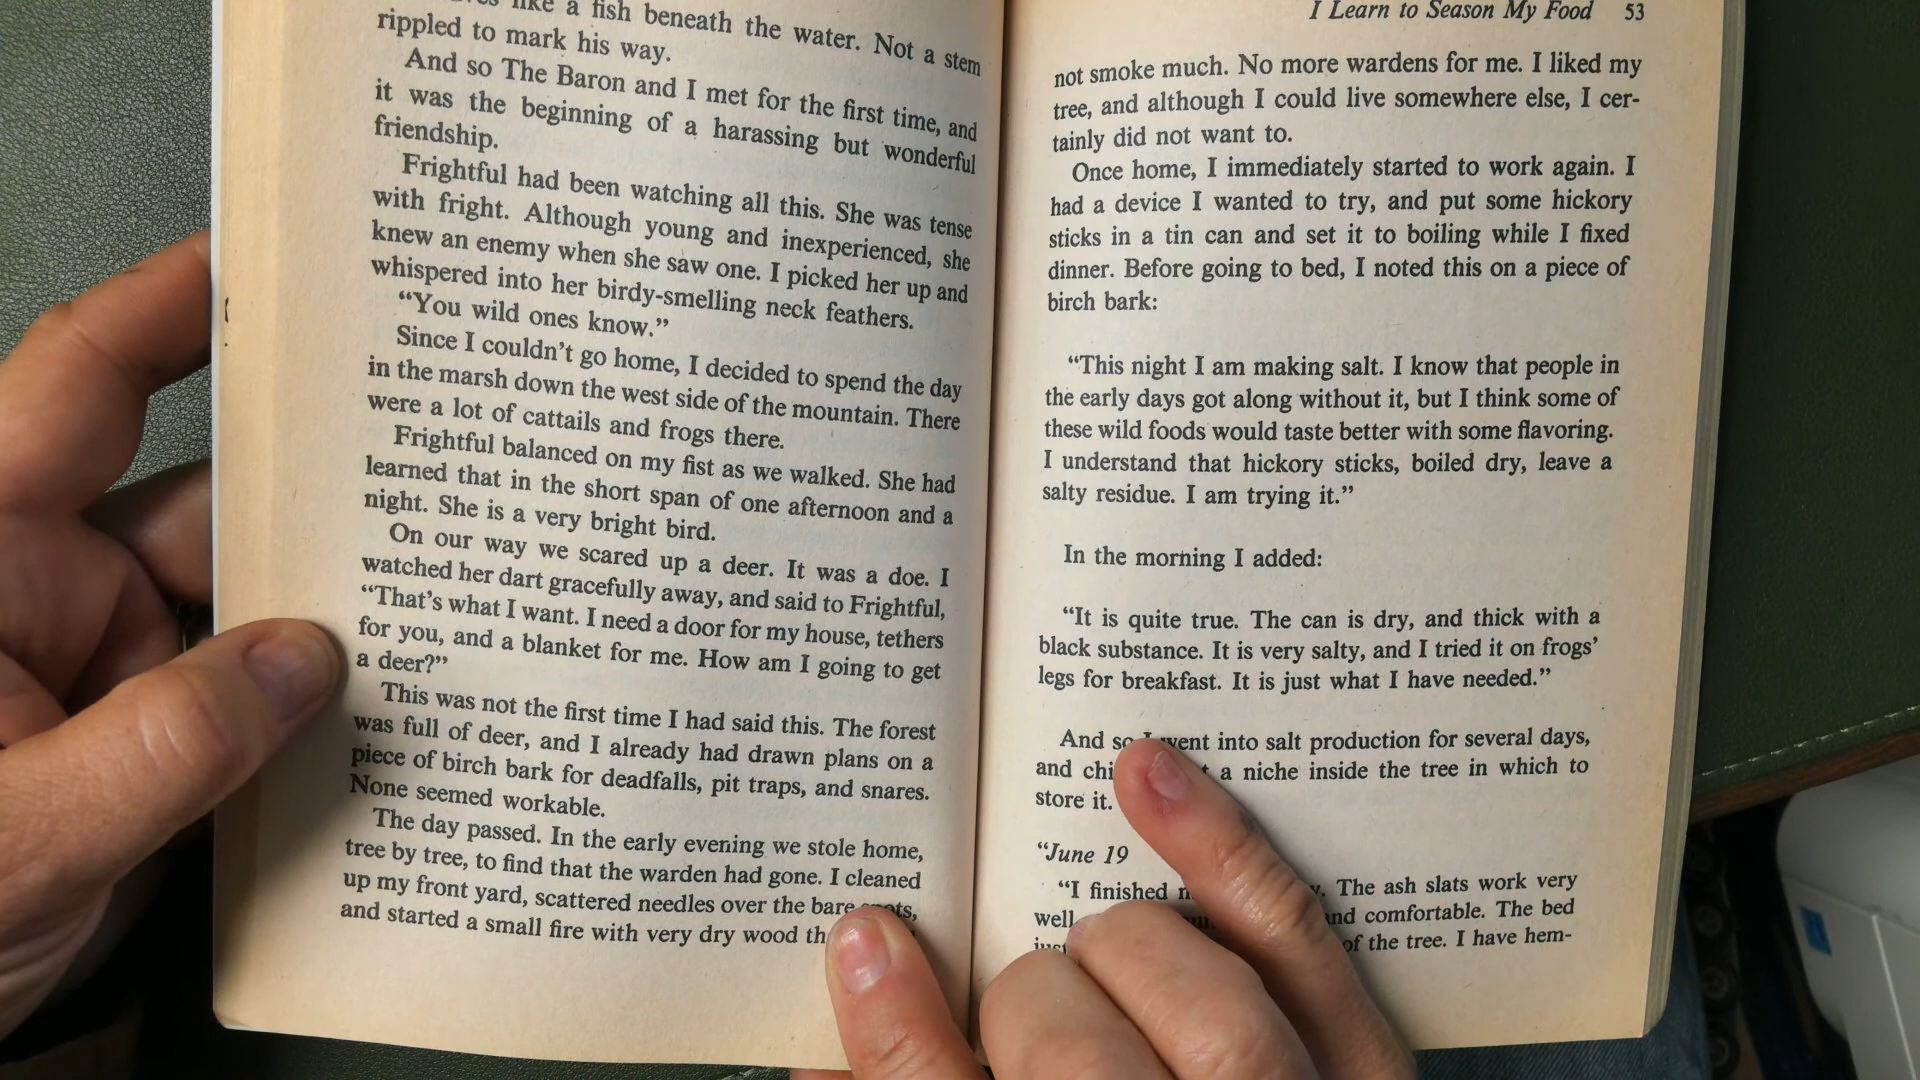 like a fish beneath the water. Not a stem
rippled to mark his way.
And so The Baron and I met for the first time, and
it was the beginning of a harassing but wonderful
friendship.
Frightful had been watching all this. She was tense
with fright. Although young and inexperienced, she
knew an enemy when she saw one. I picked her up and
whispered into her birdy-smelling neck feathers.
“You wild ones know.”
Since I couldn’t go home, I decided to spend the day
in the marsh down the west side of the mountain. There
were a lot of cattails and frogs there.
Frightful balanced on my fist as we walked. She had
learned that in the short span of one afternoon and a
night. She is a very bright bird.
On our way we scared up a deer. It was a doe. I
watched her dart gracefully away, and said to Frightful,
“That’s what I want. I need a door for my house, tethers
for you, and a blanket for me. How am I going to get
a deer?”
This was not the first time I had said this. The forest
was full of deer, and I already had drawn plans on a
piece of birch bark for deadfalls, pit traps, and snares.
None seemed workable.
The day passed. In the early evening we stole home,
tree by tree, to find that the warden had gone. I cleaned
up my front yard, scattered needles over the bare spots,
and started a small fire with very dry wood
I Learn to Season My Food 53
not smoke much. No more wardens for me. I liked my
tree, and although I could live somewhere else, I cer-
tainly did not want to.
Once home, I immediately started to work again. I
had a device I wanted to try, and put some hickory
sticks in a tin can and set it to boiling while I fixed
dinner. Before going to bed, I noted this on a piece of
birch bark:
“This night I am making salt. I know that people in
the early days got along without it, but I think some of
these wild foods would taste better with some flavoring.
I understand that hickory sticks, boiled dry, leave a
salty residue. I am trying it.”
In the morning I added:
“It is quite true. The can is dry, and thick with a
black substance. It is very salty, and I tried it on frogs’
legs for breakfast. It is just what I have needed.”
And so I went into salt production for several days,
and a niche inside the tree in which to
store it.
“June 19
“I finished The ash slats work very
well and comfortable. The bed
just of the tree. I have hem-